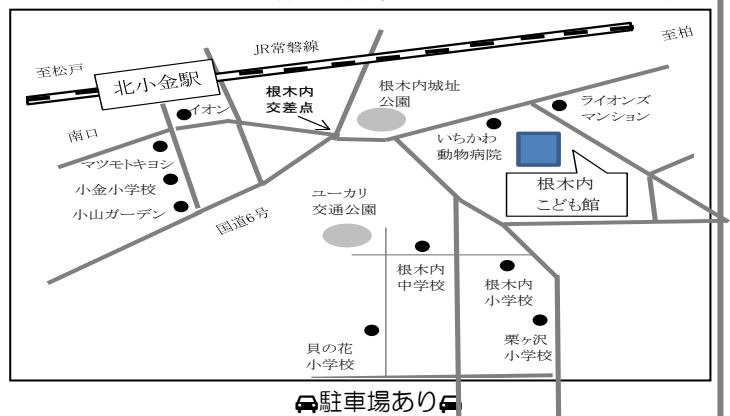 至松戸
北小金駅
JR常磐線
至柏
南口
イオン
根木内
交差点
根木内城址
公園
いちかわ
動物病院
ライオンズ
マンション
マツモトキヨシ
小金小学校
小山ガーデン
国道6号
ユーカリ
交通公園
根木内
こども館
根木内
中学校
根木内
小学校
貝の花
小学校
栗ヶ沢
小学校
駐車場あり